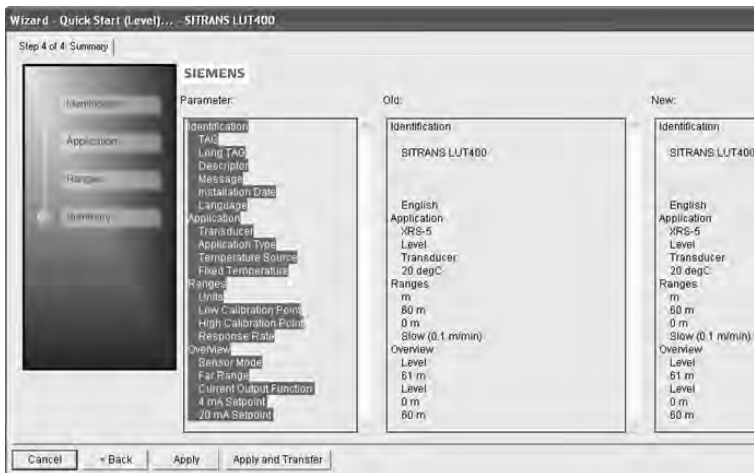 Wizard - Quick Start (Level)... - SITRANS LUT400
Step 4 of 4: Summary
SIEMENS
Identification
Application
Ranges
Summary
Parameter:
Identification
TAG
Long TAG
Descriptor
Message
Installation Date
Language
Application
Transducer
Application Type
Temperature Source
Fixed Temperature
Ranges
Units
Low Calibration Point
High Calibration Point
Response Rate
Overview
Sensor Mode
Far Range
Current Output Function
4 mA Setpoint
20 mA Setpoint
Old:
Identification
SITRANS LUT400
English
Application
XRS-5
Level
Transducer
20 degC
Ranges
m
60 m
0 m
Slow (0.1 m/min)
Overview
Level
61 m
Level
0 m
60 m
New:
Identification
SITRANS LUT400
English
Application
XRS-5
Level
Transducer
20 degC
Ranges
m
60 m
0 m
Slow (0.1 m/min)
Overview
Level
61 m
Level
0 m
60 m
Cancel
< Back
Apply
Apply and Transfer